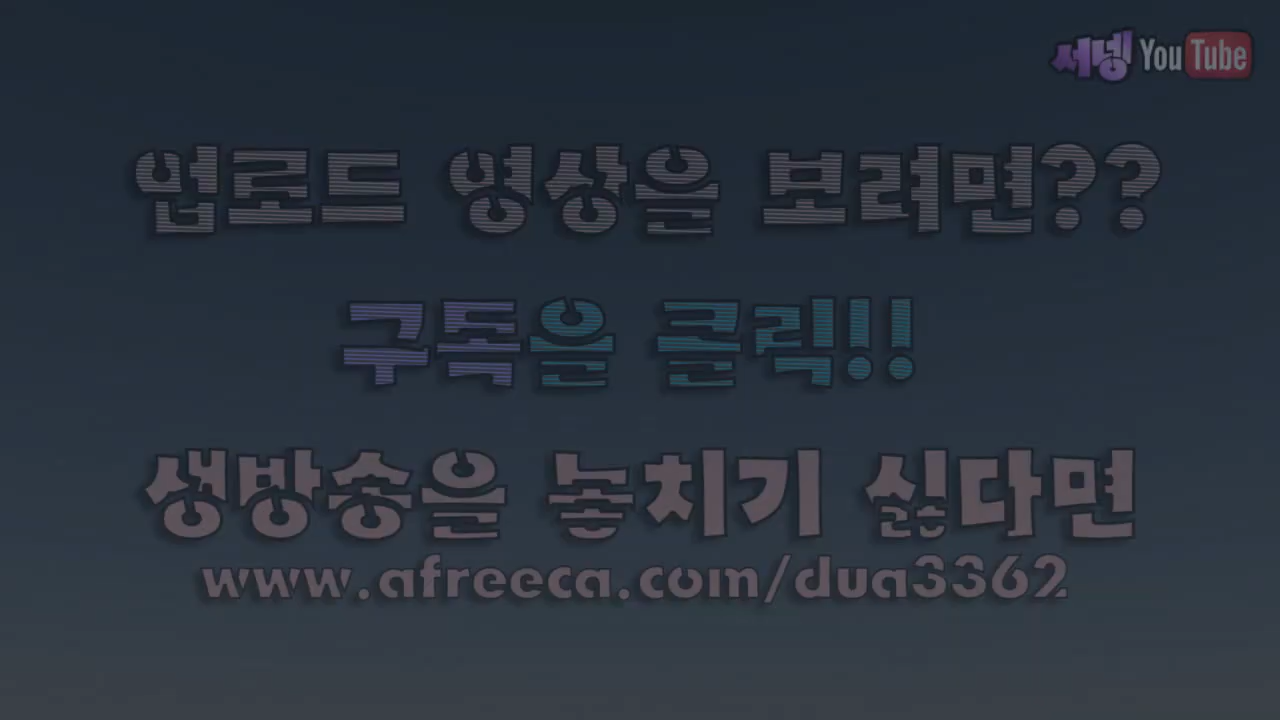 서넹 YouTube
업로드 영상을 보려면??
구독을 클릭!!
생방송을 놓치기 싫다면
www.afreeca.com/dua3362